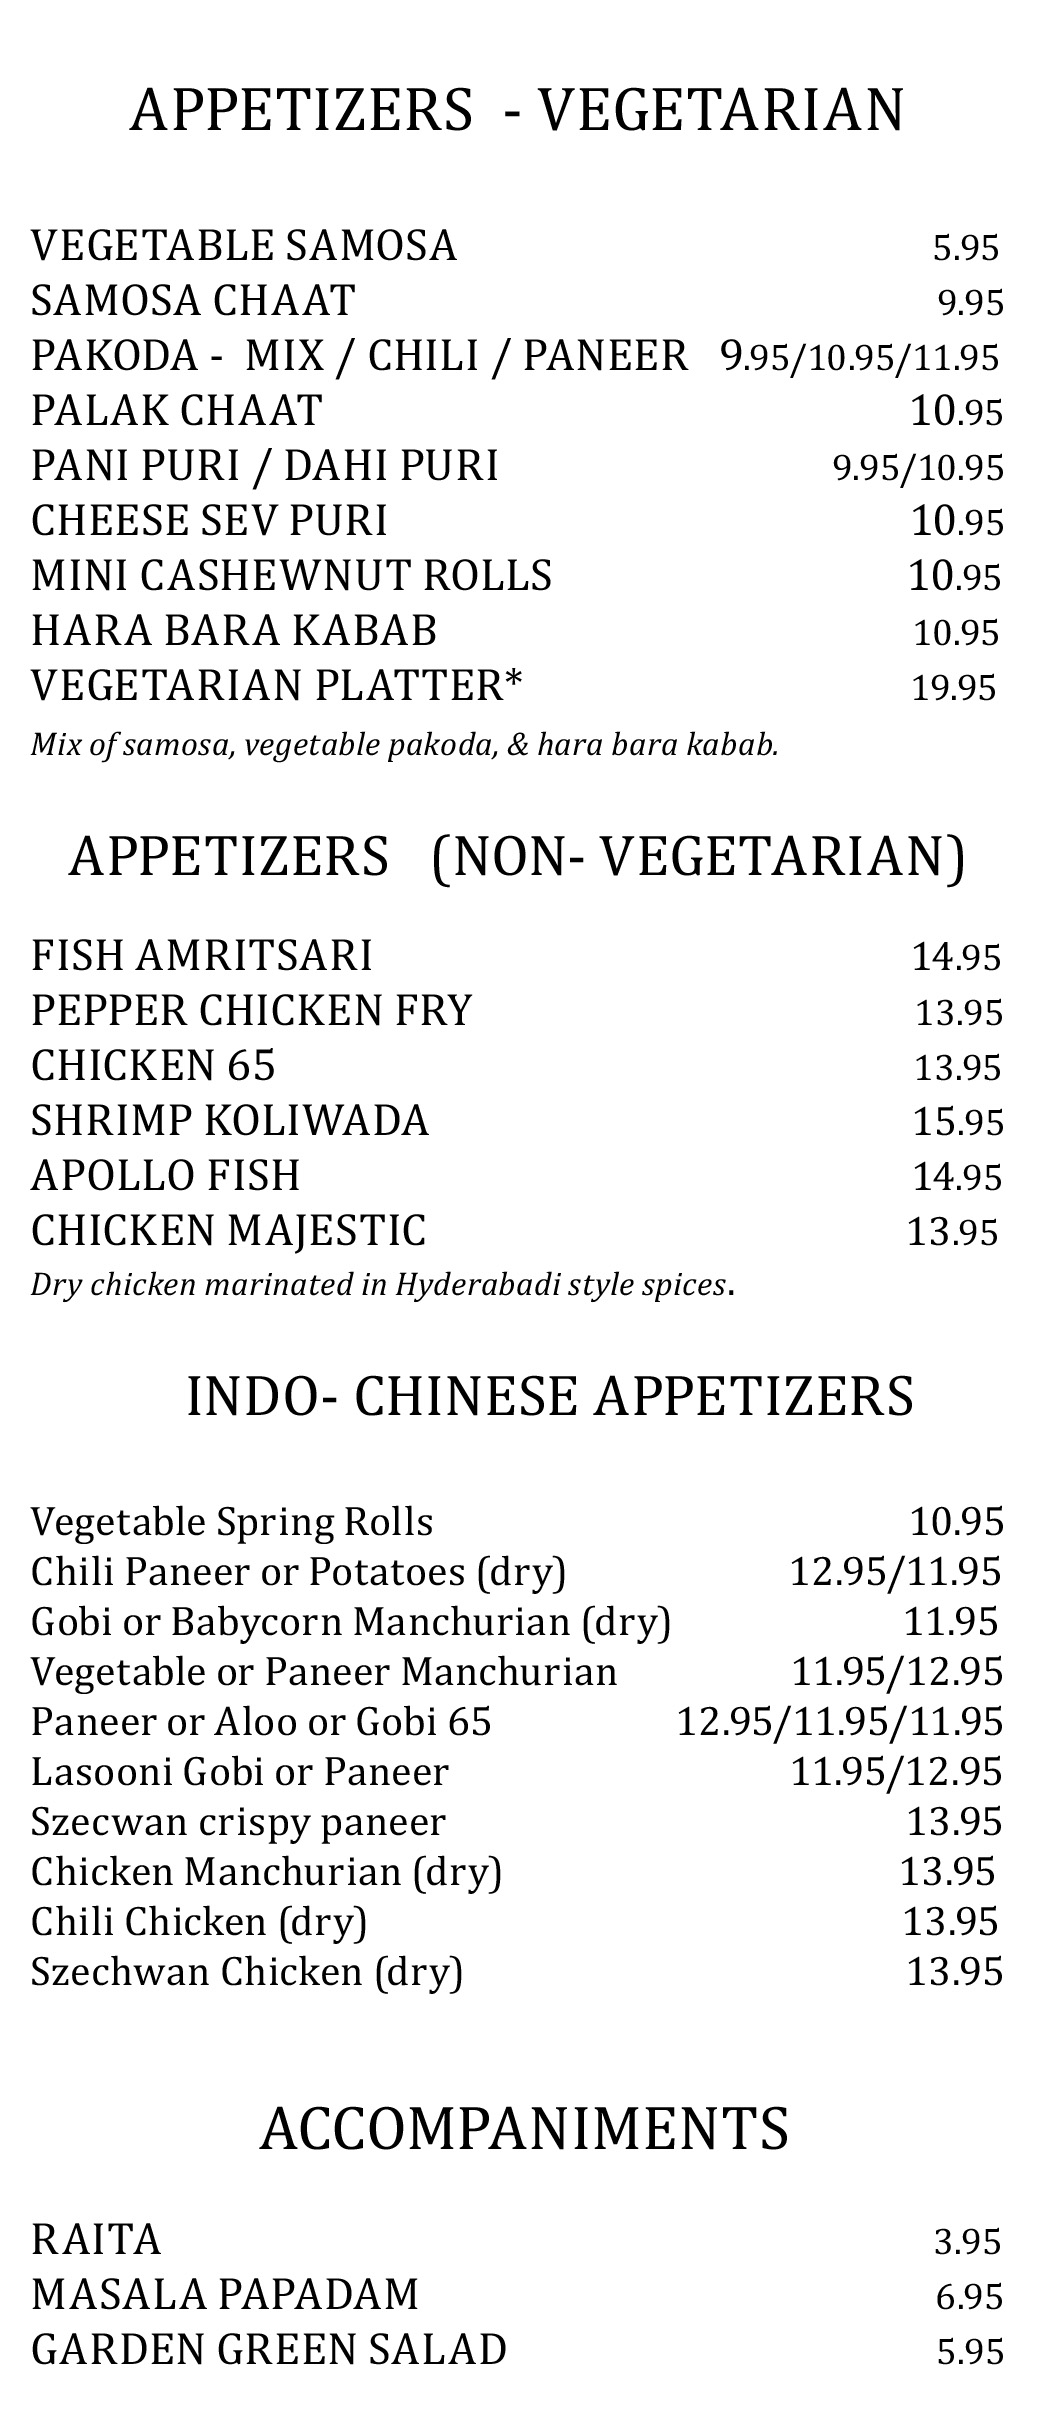 APPETIZERS - VEGETARIAN
VEGETABLE SAMOSA 5.95
SAMOSA CHAAT 9.95
PAKODA - MIX / CHILI / PANEER 9.95/10.95/11.95
PALAK CHAAT 10.95
PANI PURI / DAHI PURI 9.95/10.95
CHEESE SEV PURI 10.95
MINI CASHEWNUT ROLLS 10.95
HARA BARA KABAB 10.95
VEGETARIAN PLATTER* 19.95
Mix of samosa, vegetable pakoda, & hara bara kabab.
APPETIZERS (NON- VEGETARIAN)
FISH AMRITSARI 14.95
PEPPER CHICKEN FRY 13.95
CHICKEN 65 13.95
SHRIMP KOLIWADA 15.95
APOLLO FISH 14.95
CHICKEN MAJESTIC 13.95
Dry chicken marinated in Hyderabadi style spices.
INDO- CHINESE APPETIZERS
Vegetable Spring Rolls 10.95
Chili Paneer or Potatoes (dry) 12.95/11.95
Gobi or Babycorn Manchurian (dry) 11.95
Vegetable or Paneer Manchurian 11.95/12.95
Paneer or Aloo or Gobi 65 12.95/11.95/11.95
Lasooni Gobi or Paneer 11.95/12.95
Szecwan crispy paneer 13.95
Chicken Manchurian (dry) 13.95
Chili Chicken (dry) 13.95
Szechwan Chicken (dry) 13.95
ACCOMPANIMENTS
RAITA 3.95
MASALA PAPADAM 6.95
GARDEN GREEN SALAD 5.95